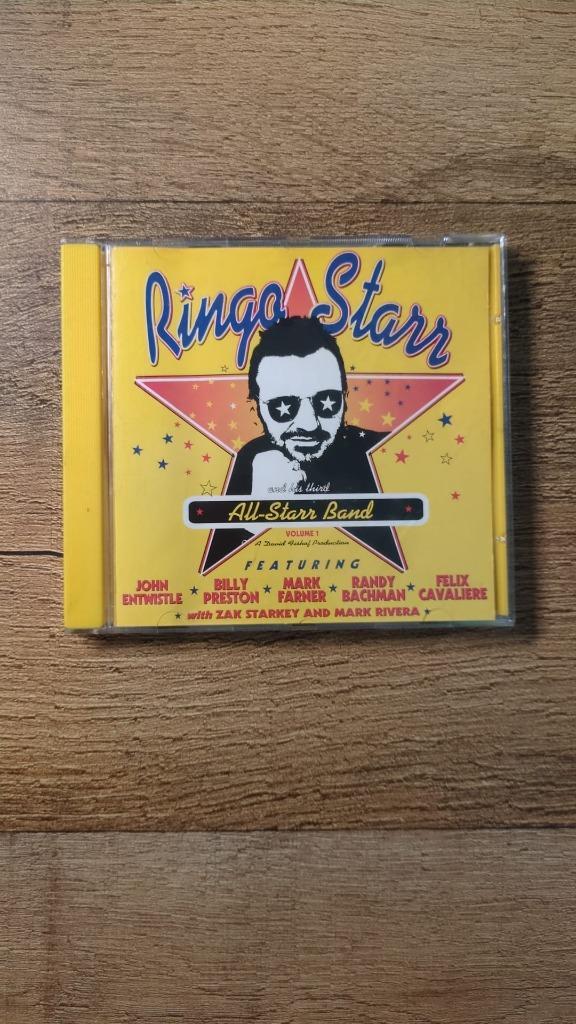 Ringo Starr
and his third
All-Starr Band
VOLUME 1
A David Fishof Production
FEATURING
JOHN ENTWISTLE ★ BILLY PRESTON ★ MARK FARNER ★ RANDY BACHMAN ★ FELIX CAVALIERE
★ with ZAK STARKEY AND MARK RIVERA ★